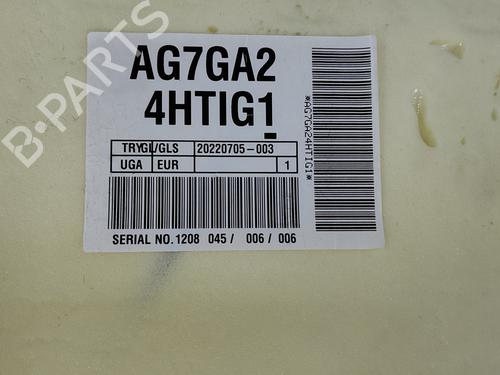 AG7GA2
4HTIG1
TRYGL/GLS 20220705-003
UGA EUR 1
SERIAL NO.1208 045/ 006 /006
*AG7GA24HTIG1*
B-PARTS